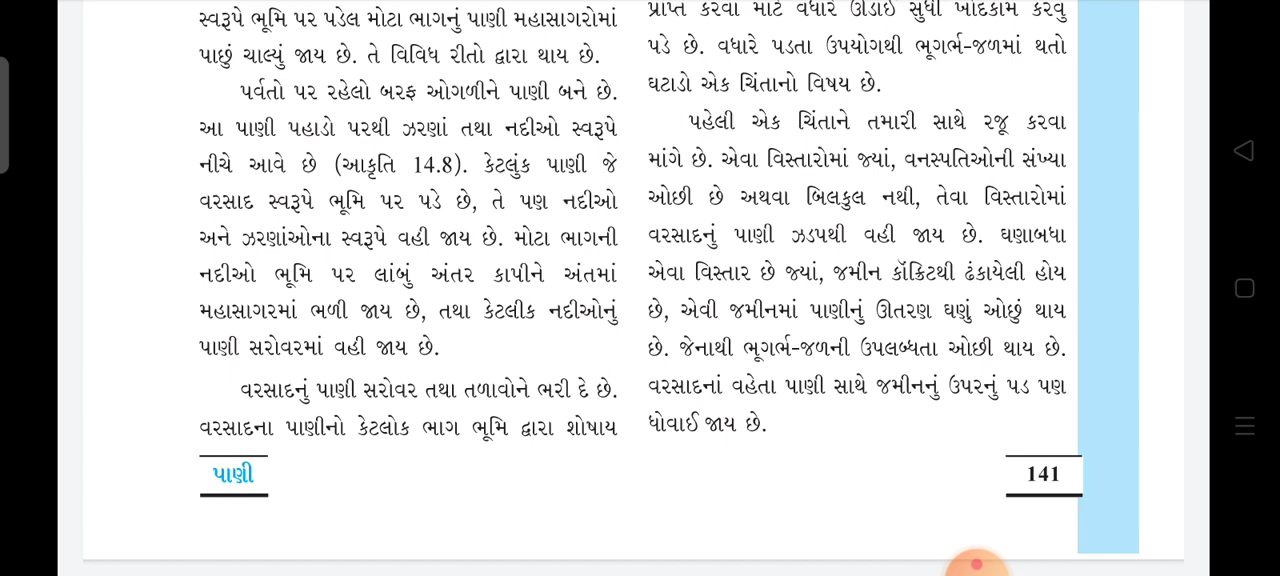 સ્વરૂપે ભૂમિ પર પડેલ મોટા ભાગનું પાણી મહાસાગરોમાં
પાછું ચાલ્યું જાય છે. તે વિવિધ રીતો દ્વારા થાય છે.
પર્વતો પર રહેલો બરફ ઓગળીને પાણી બને છે.
આ પાણી પહાડો પરથી ઝરણાં તથા નદીઓ સ્વરૂપે
નીચે આવે છે (આકૃતિ 14.8). કેટલુંક પાણી જે
વરસાદ સ્વરૂપે ભૂમિ પર પડે છે, તે પણ નદીઓ
અને ઝરણાંઓના સ્વરૂપે વહી જાય છે. મોટા ભાગની
નદીઓ ભૂમિ પર લાંબું અંતર કાપીને અંતમાં
મહાસાગરમાં ભળી જાય છે, તથા કેટલીક નદીઓનું
પાણી સરોવરમાં વહી જાય છે.
વરસાદનું પાણી સરોવર તથા તળાવોને ભરી દે છે.
વરસાદના પાણીનો કેટલોક ભાગ ભૂમિ દ્વારા શોષાય
પ્રાપ્ત કરવા માટે વધારે ઊંડાઈ સુધી ખોદકામ કરવું
પડે છે. વધારે પડતા ઉપયોગથી ભૂગર્ભ-જળમાં થતો
ઘટાડો એક ચિંતાનો વિષય છે.
પહેલી એક ચિંતાને તમારી સાથે રજૂ કરવા
માંગે છે. એવા વિસ્તારોમાં જ્યાં, વનસ્પતિઓની સંખ્યા
ઓછી છે અથવા બિલકુલ નથી, તેવા વિસ્તારોમાં
વરસાદનું પાણી ઝડપથી વહી જાય છે. ઘણાબધા
એવા વિસ્તાર છે જ્યાં, જમીન કૉંક્રિટથી ઢંકાયેલી હોય
છે, એવી જમીનમાં પાણીનું ઊતરણ ઘણું ઓછું થાય
છે. જેનાથી ભૂગર્ભ-જળની ઉપલબ્ધતા ઓછી થાય છે.
વરસાદનાં વહેતા પાણી સાથે જમીનનું ઉપરનું પડ પણ
ધોવાઈ જાય છે.
પાણી
141